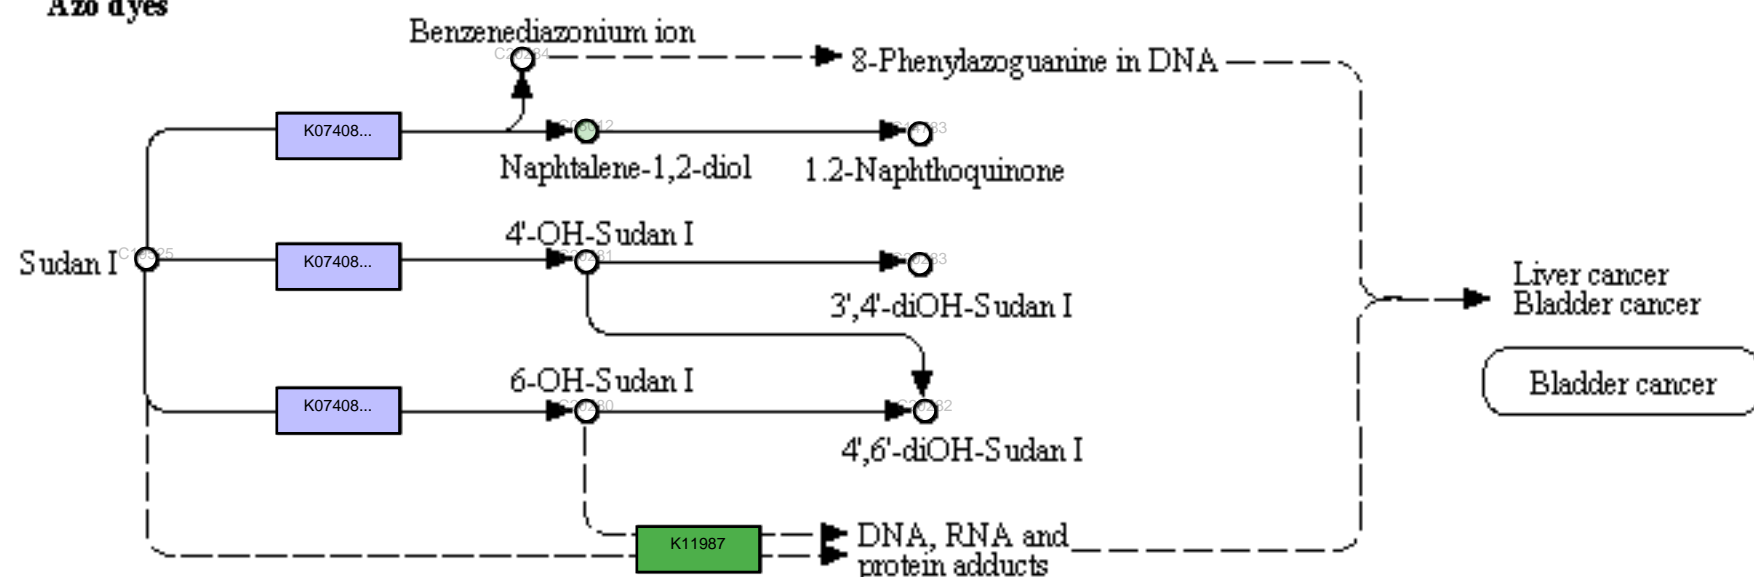 Azo dyes
Benzenediazonium ion
C20284
8-Phenylazoguanine in DNA
K07408...
Naphtalene-1,2-diol
1.2-Naphthoquinone
4'-OH-Sudan I
Sudan I
K07408...
3',4'-diOH-Sudan I
Liver cancer
Bladder cancer
6-OH-Sudan I
Bladder cancer
K07408...
4',6'-diOH-Sudan I
K11987
DNA, RNA and
protein adducts